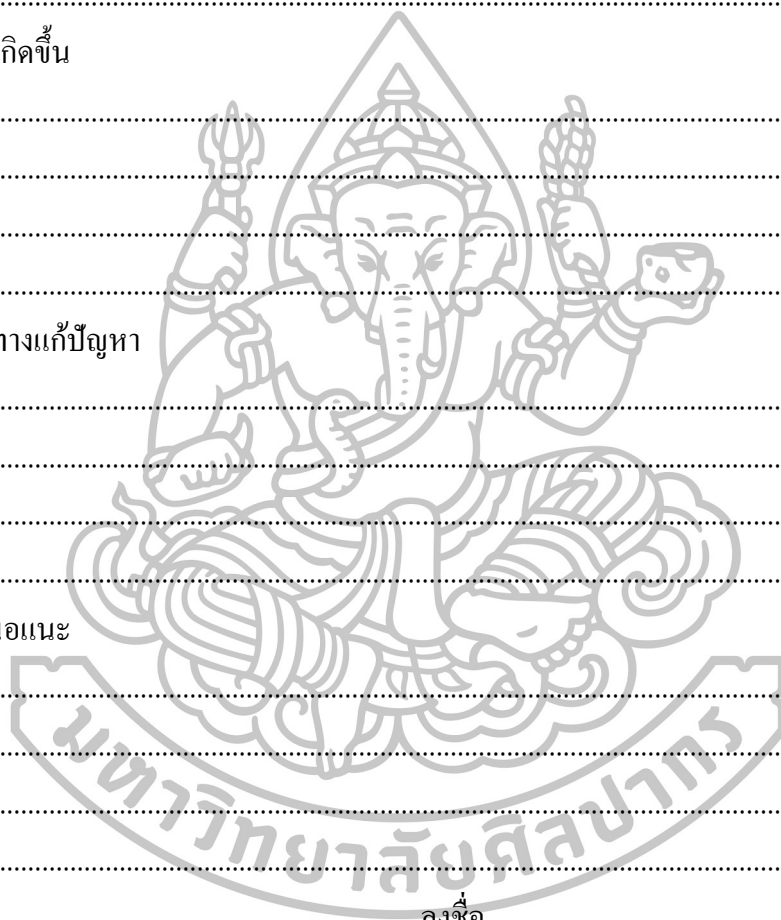 กิดขึ้น
ทางแก้ปัญหา
อแนะ
มหาวิทยาลัยศิลปากร
ลงชื่อ